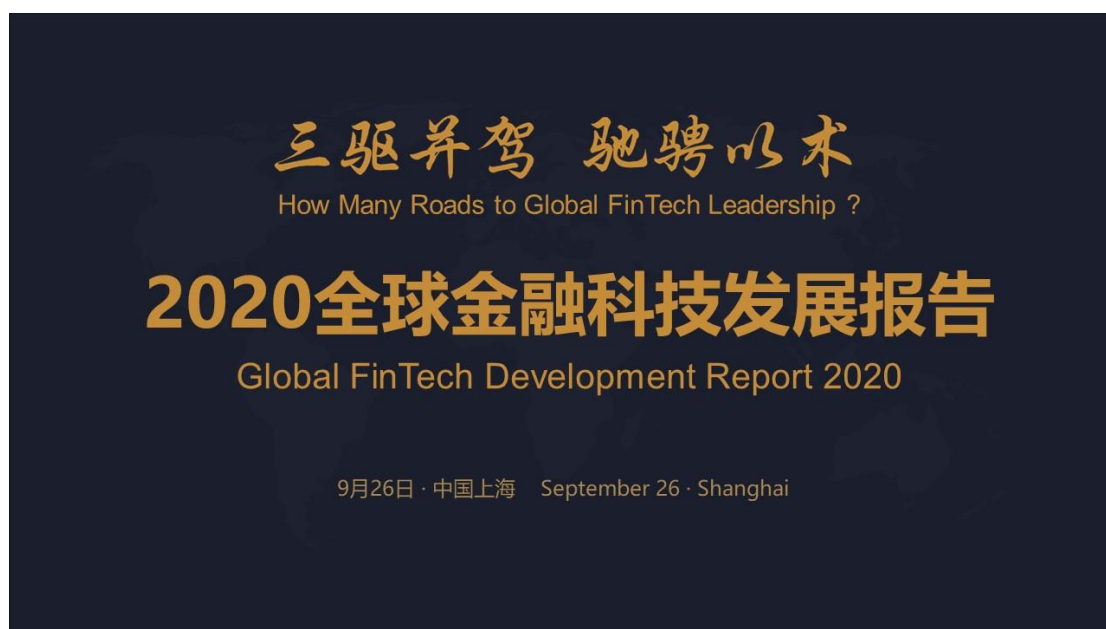 三驱并驾 驰骋以术
How Many Roads to Global FinTech Leadership ?
2020全球金融科技发展报告
Global FinTech Development Report 2020
9月26日 · 中国上海 September 26 · Shanghai